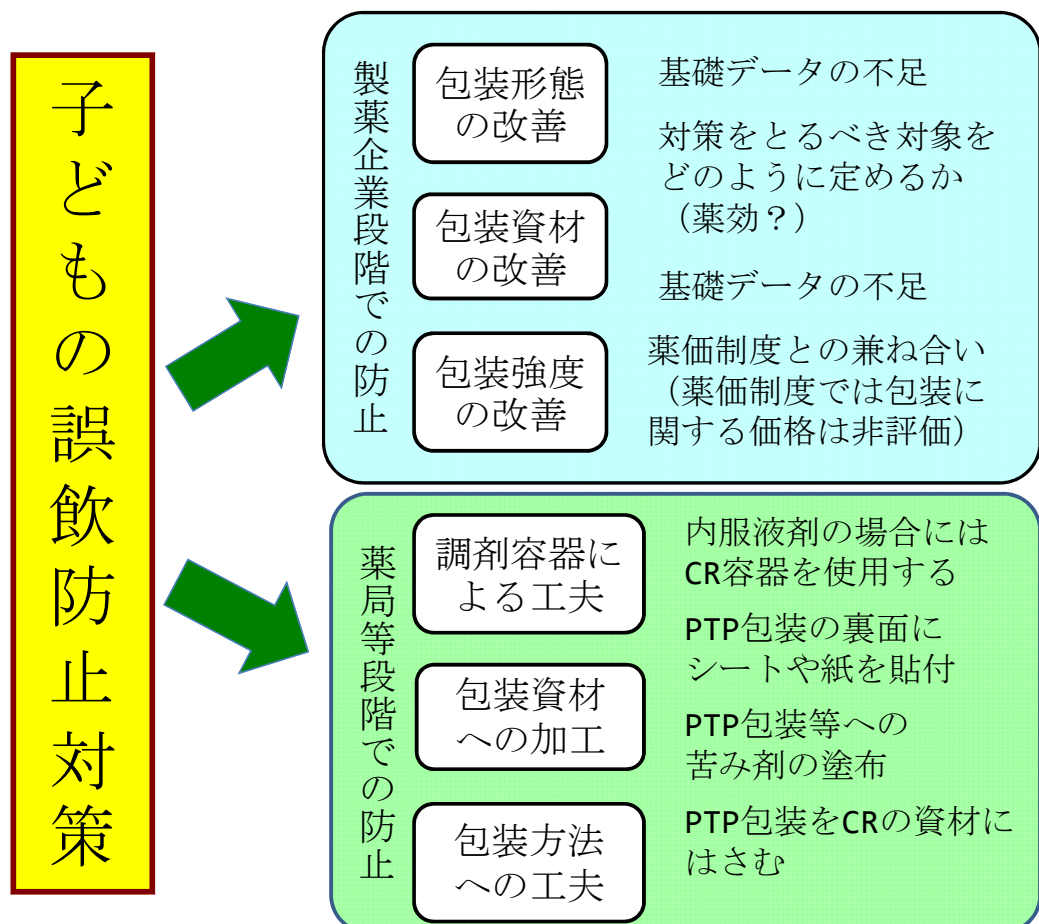 子どもの誤飲防止対策
製薬企業段階での防止
包装形態
の改善
包装資材
の改善
包装強度
の改善
基礎データの不足
対策をとるべき対象を
どのように定めるか
（薬効？）
基礎データの不足
薬価制度との兼ね合い
（薬価制度では包装に
関する価格は非評価）
薬局等段階での防止
調剤容器に
よる工夫
包装資材
への加工
包装方法
への工夫
内服液剤の場合には
CR容器を使用する
PTP包装の裏面に
シートや紙を貼付
PTP包装等への
苦み剤の塗布
PTP包装をCRの資材に
はさむ